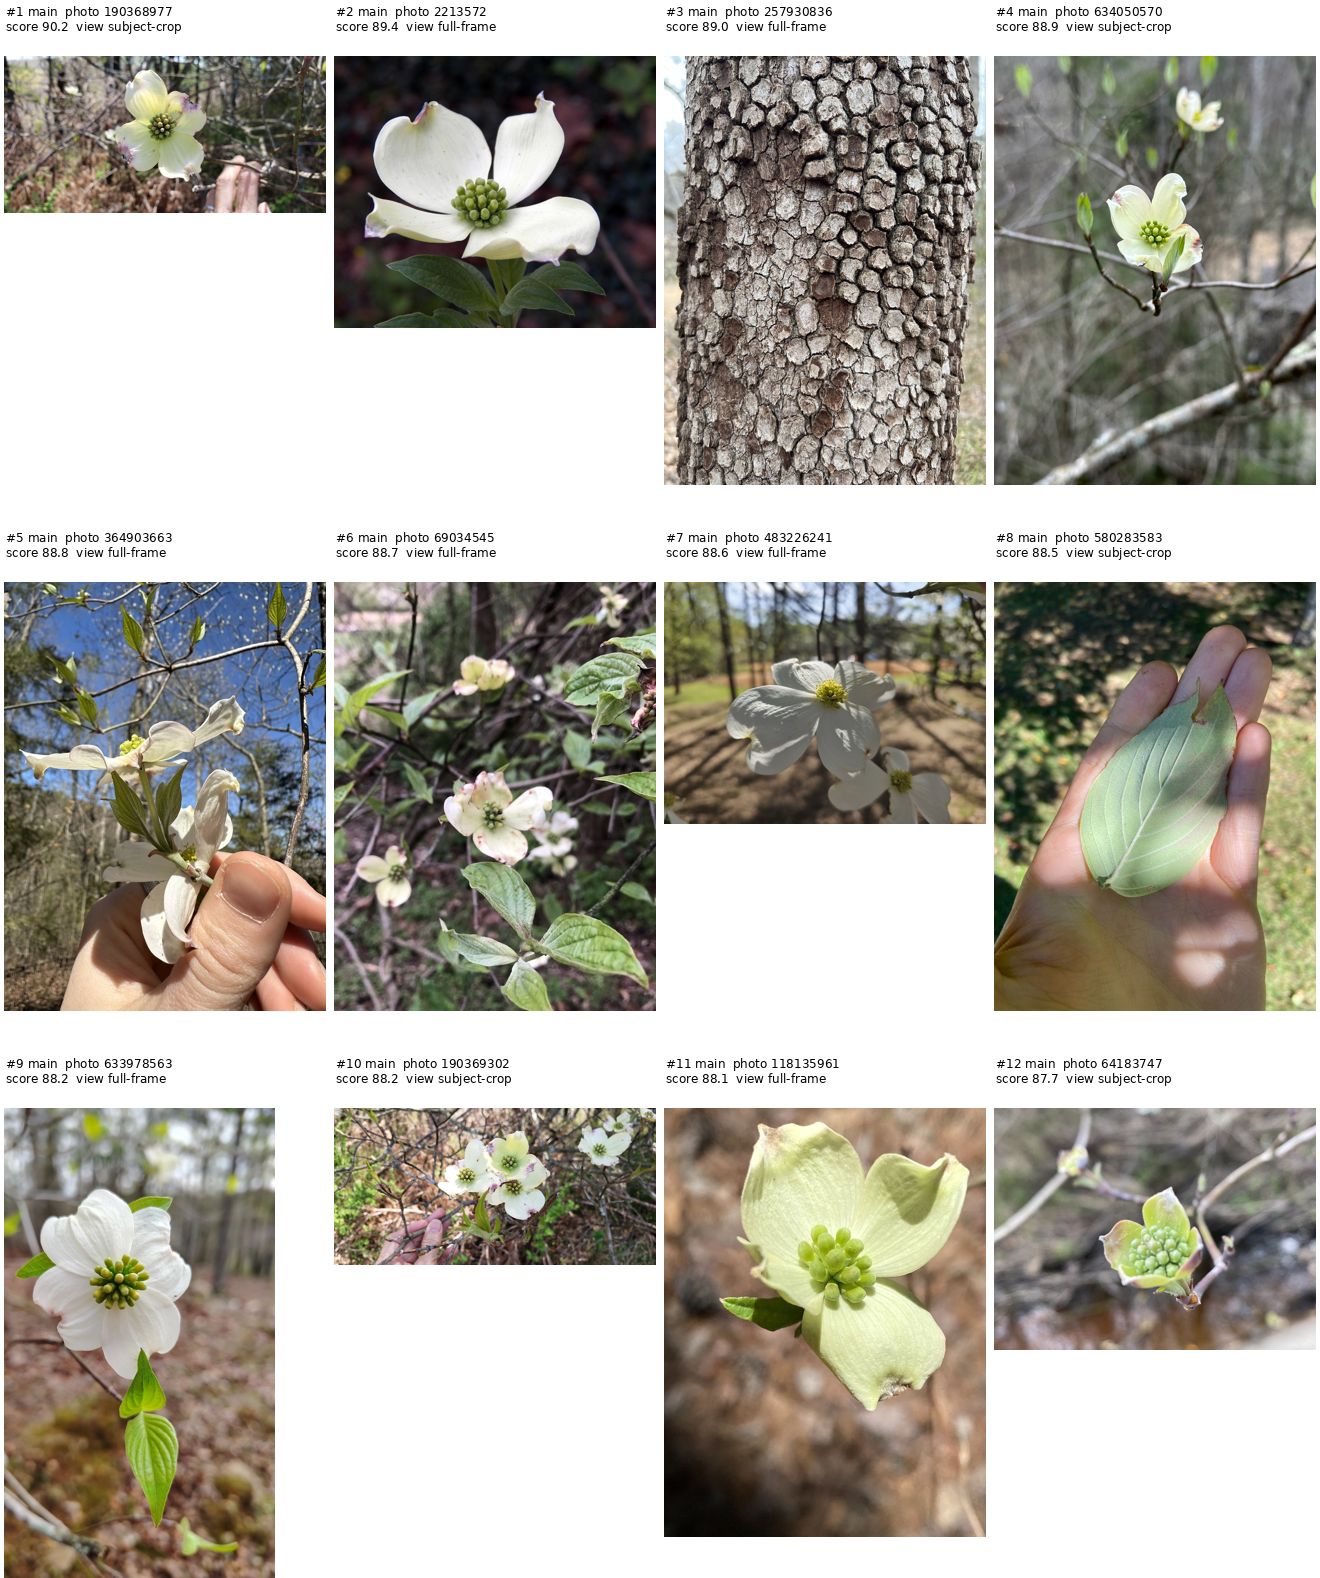 #1 main photo 190368977
score 90.2 view subject-crop
#2 main photo 2213572
score 89.4 view full-frame
#3 main photo 257930836
score 89.0 view full-frame
#4 main photo 634050570
score 88.9 view subject-crop
#5 main photo 364903663
score 88.8 view full-frame
#6 main photo 69034545
score 88.7 view full-frame
#7 main photo 483226241
score 88.6 view full-frame
#8 main photo 580283583
score 88.5 view subject-crop
#9 main photo 633978563
score 88.2 view full-frame
#10 main photo 190369302
score 88.2 view subject-crop
#11 main photo 118135961
score 88.1 view full-frame
#12 main photo 64183747
score 87.7 view subject-crop